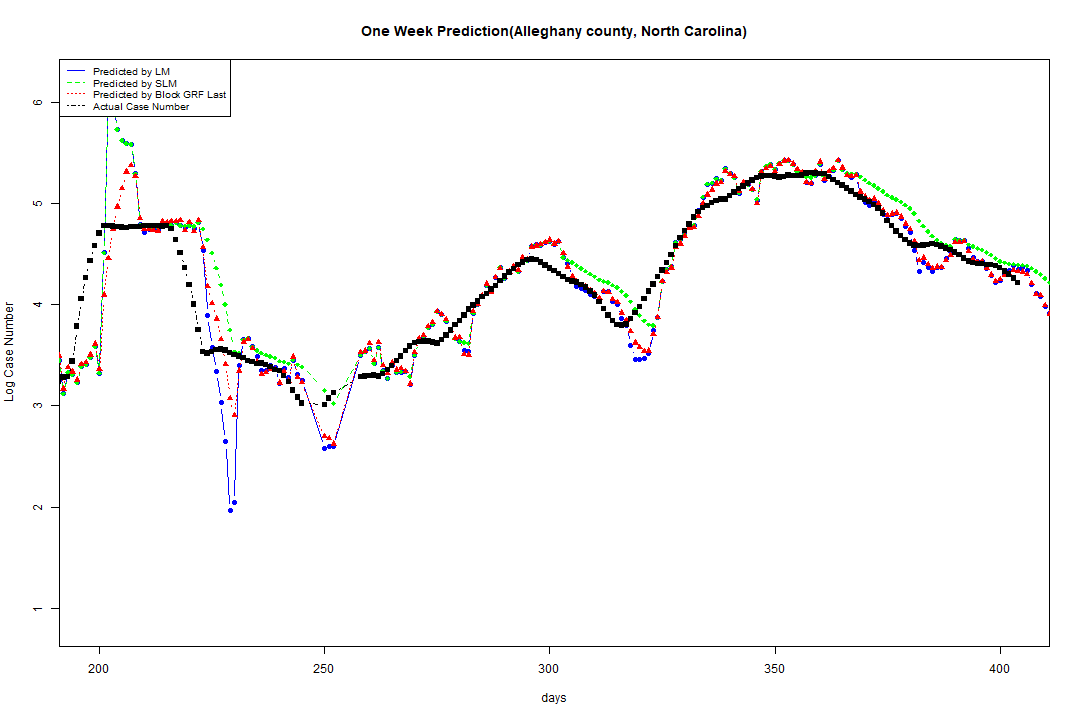 One Week Prediction(Alleghany county, North Carolina)
Predicted by LM
Predicted by SLM
Predicted by Block GRF Last
Actual Case Number
6
5
4
3
2
1
Log Case Number
200 250 300 350 400
days